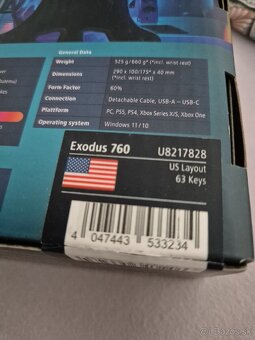 General Data
Weight 525 g/660 g* (*incl. wrist rest)
Dimensions 290 x 100/175* x 40 mm
(*incl. wrist rest)
Form Factor 60%
Connection Detachable Cable, USB-A – USB-C
Plattform PC, PS5, PS4, Xbox Series X/S, Xbox One
Operating system Windows 11/10
Exodus 760 U8217828
US Layout
63 Keys
4 047443 533234